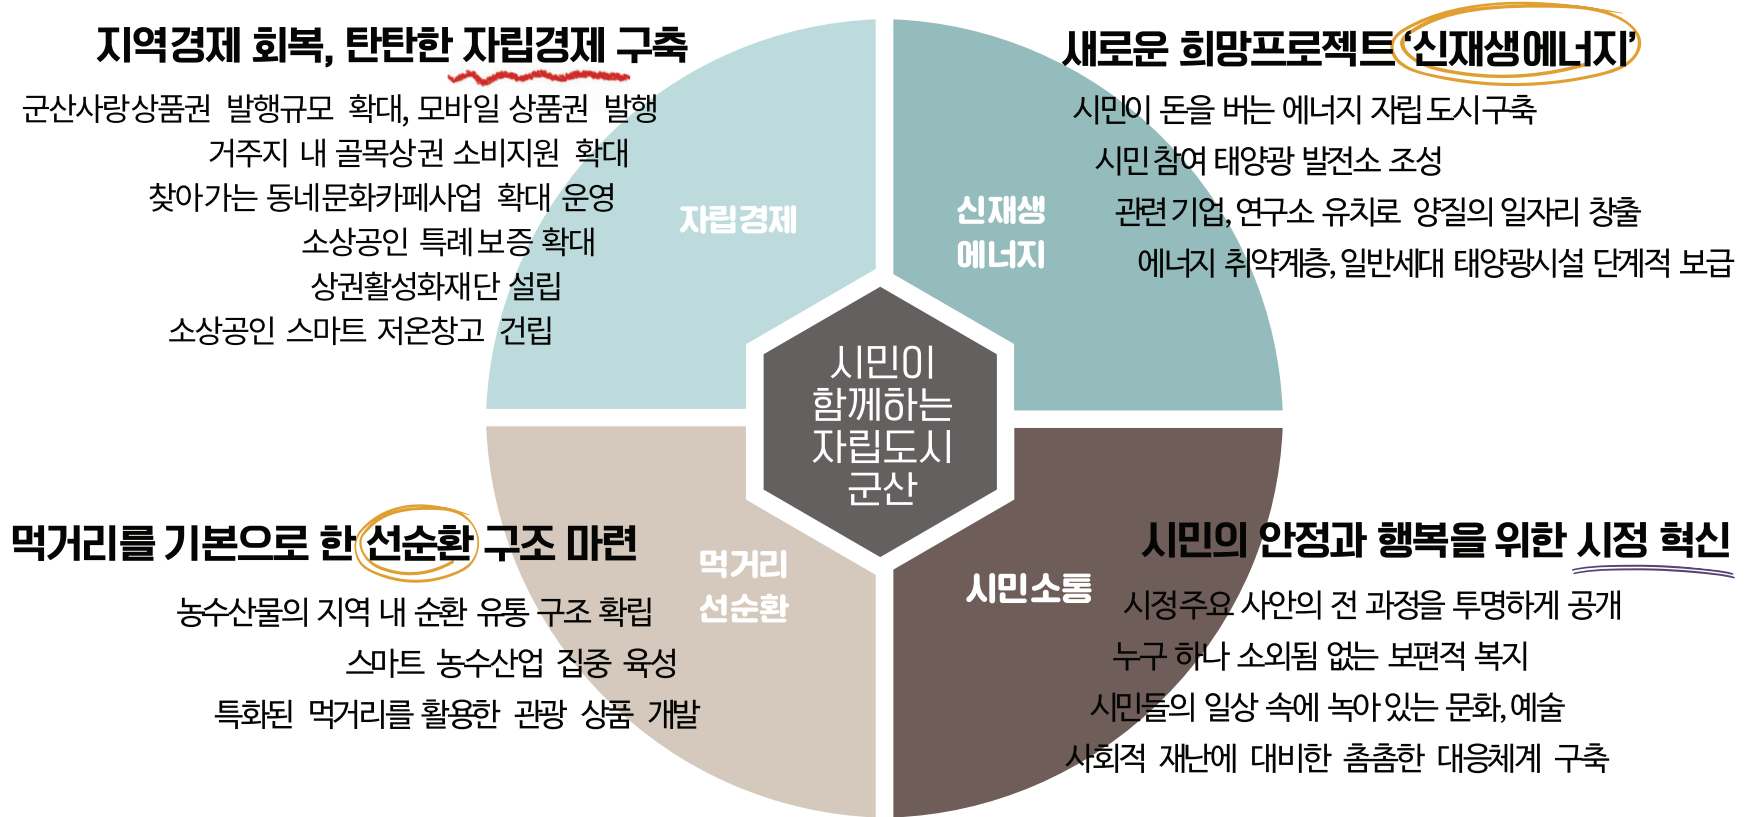 지역경제 회복, 탄탄한 자립경제 구축
군산사랑상품권 발행규모 확대, 모바일 상품권 발행
거주지 내 골목상권 소비지원 확대
찾아가는 동네문화카페사업 확대 운영
소상공인 특례보증 확대
상권활성화재단 설립
소상공인 스마트 저온창고 건립
자립경제
새로운 희망프로젝트 ‘신재생에너지’
시민이 돈을 버는 에너지 자립도시구축
시민 참여 태양광 발전소 조성
관련 기업, 연구소 유치로 양질의 일자리 창출
에너지 취약계층, 일반세대 태양광시설 단계적 보급
신재생
에너지
시민이
함께하는
자립도시
군산
먹거리를 기본으로 한 선순환 구조 마련
농수산물의 지역 내 순환 유통 구조 확립
스마트 농수산업 집중 육성
특화된 먹거리를 활용한 관광 상품 개발
먹거리
선순환
시민의 안정과 행복을 위한 시정 혁신
시정주요 사안의 전 과정을 투명하게 공개
누구 하나 소외됨 없는 보편적 복지
시민들의 일상 속에 녹아있는 문화, 예술
사회적 재난에 대비한 촘촘한 대응체계 구축
시민소통